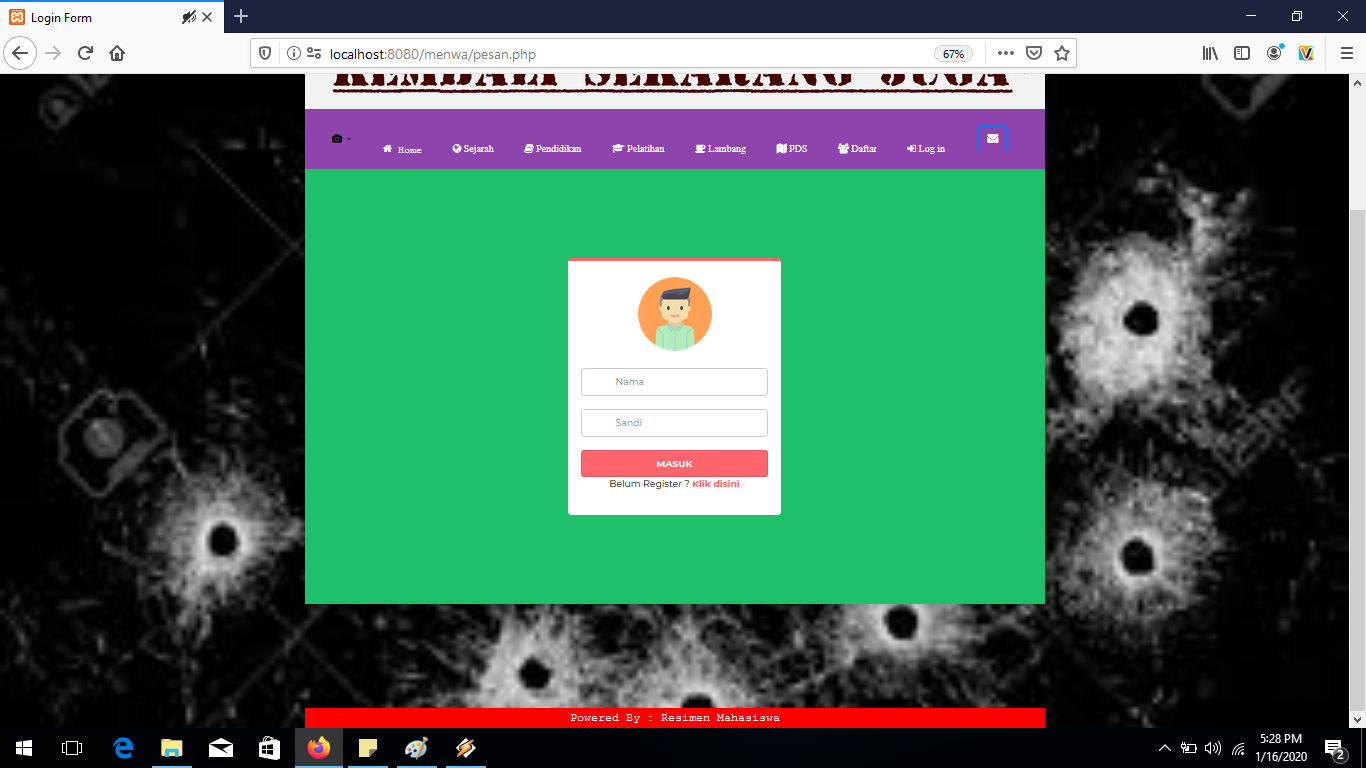 Login Form
localhost:8080/menwa/pesan.php
67%
KEMBALI SEKARANG JUGA
Home Sejarah Pendidikan Pelatihan Lambang PDS Daftar Log in
Nama
Sandi
MASUK
Belum Register ? Klik disini
Powered By : Resimen Mahasiswa
5:28 PM
1/16/2020
2